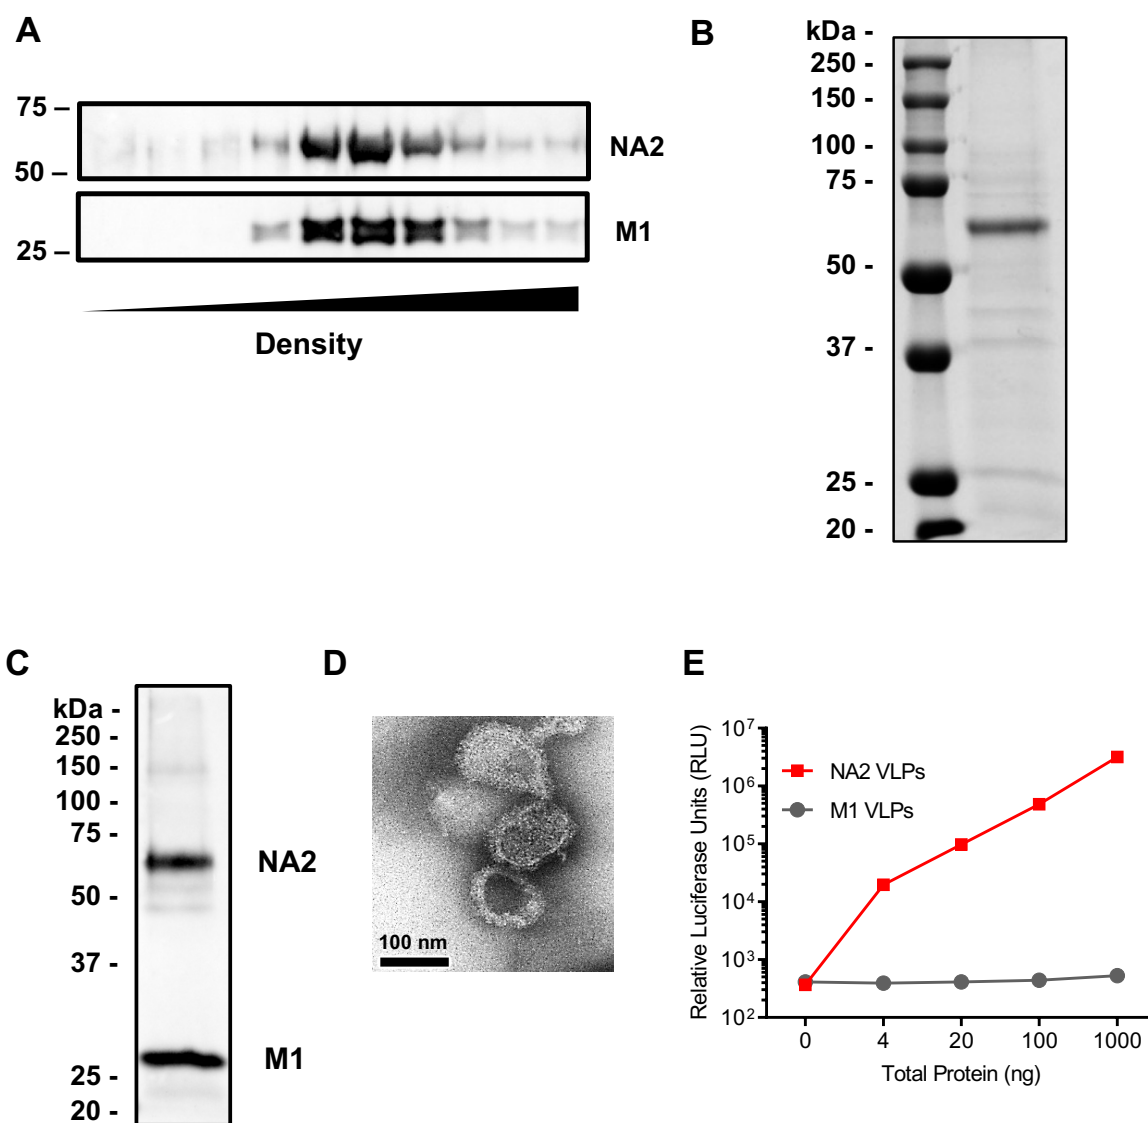 A
75 –
50 –
NA2
25 –
M1
Density
B
kDa -
250 -
150 -
100 -
75 -
50 -
37 -
25 -
20 -
C
kDa -
250 -
150 -
100 -
75 -
50 -
37 -
25 -
20 -
NA2
M1
D
100 nm
E
Relative Luciferase Units (RLU)
10⁷
10⁶
10⁵
10⁴
10³
10²
NA2 VLPs
M1 VLPs
0 4 20 100 1000
Total Protein (ng)